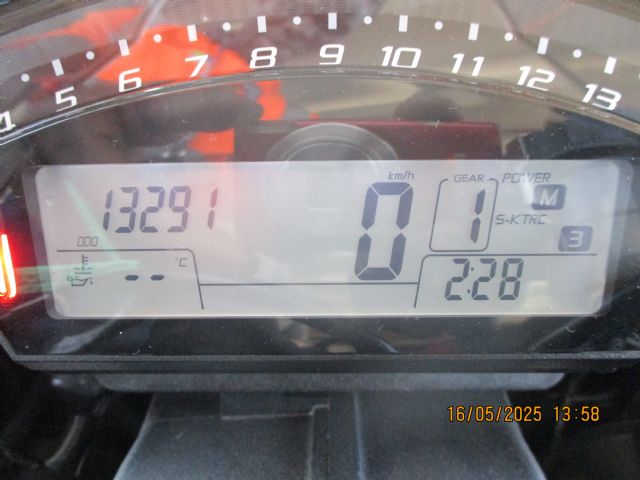 4 5 6 7 8 9 10 11 12 13
km/h
13291 0 GEAR POWER
1 M
ODO S-KTRC
3
-- °C 2:28
16/05/2025 13:58